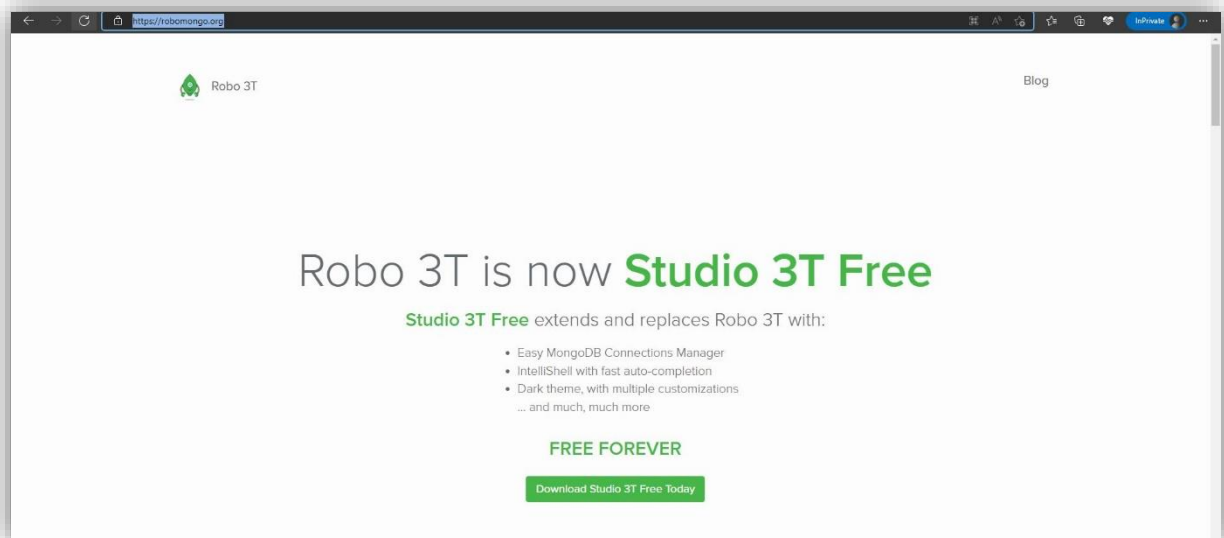 https://robomongo.org
InPrivate
Robo 3T
Blog
Robo 3T is now Studio 3T Free
Studio 3T Free extends and replaces Robo 3T with:
• Easy MongoDB Connections Manager
• IntelliShell with fast auto-completion
• Dark theme, with multiple customizations
... and much, much more
FREE FOREVER
Download Studio 3T Free Today